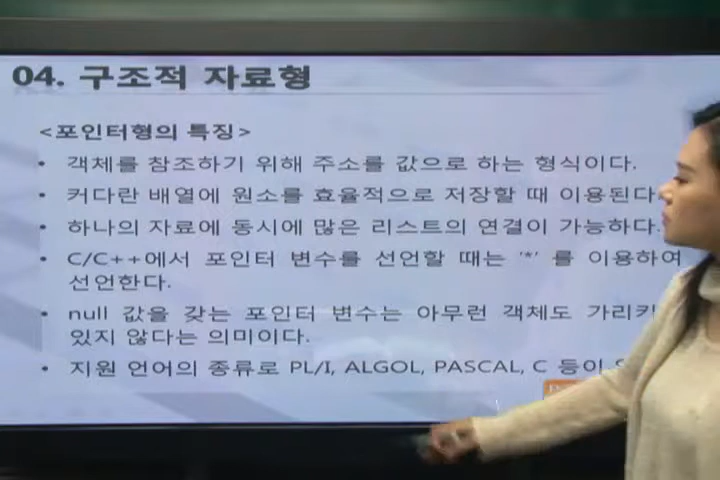 04. 구조적 자료형
<포인터형의 특징>
• 객체를 참조하기 위해 주소를 값으로 하는 형식이다.
• 커다란 배열에 원소를 효율적으로 저장할 때 이용된다.
• 하나의 자료에 동시에 많은 리스트의 연결이 가능하다.
• C/C++에서 포인터 변수를 선언할 때는 '*' 를 이용하여
선언한다.
• null 값을 갖는 포인터 변수는 아무런 객체도
있지 않다는 의미이다.
• 지원 언어의 종류로 PL/I, ALGOL, PASCAL, C 등이